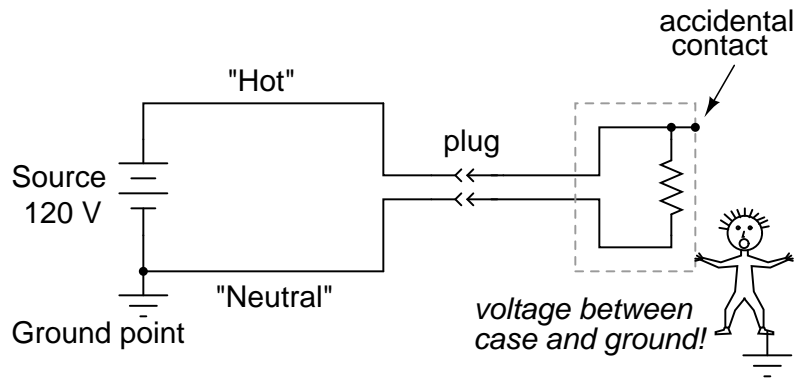 accidental
contact
"Hot"
plug
Source
120 V
"Neutral"
Ground point
voltage between
case and ground!